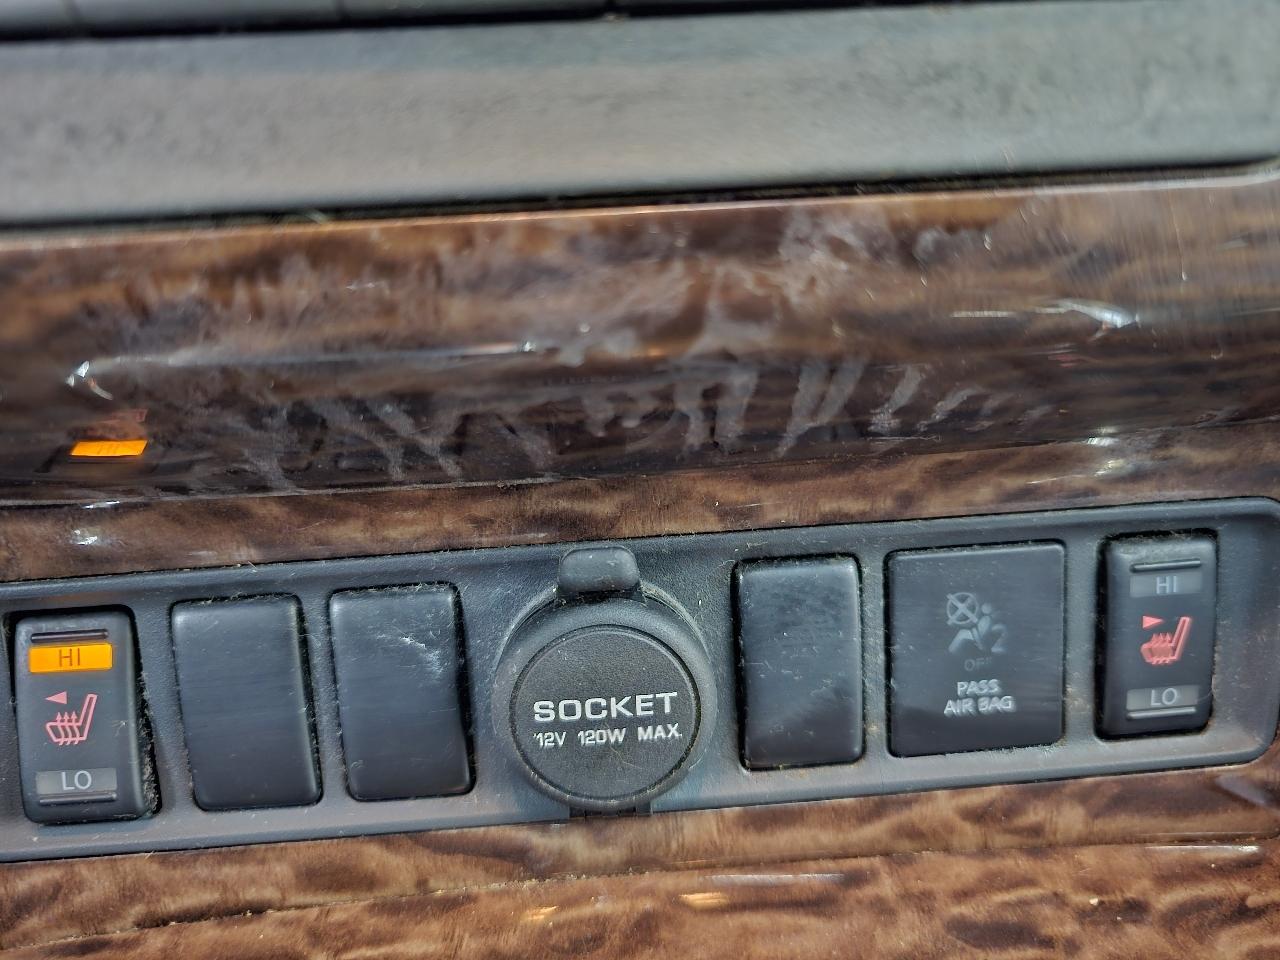 HI
LO
SOCKET
12V 120W MAX.
OFF
PASS
AIR BAG
HI
LO